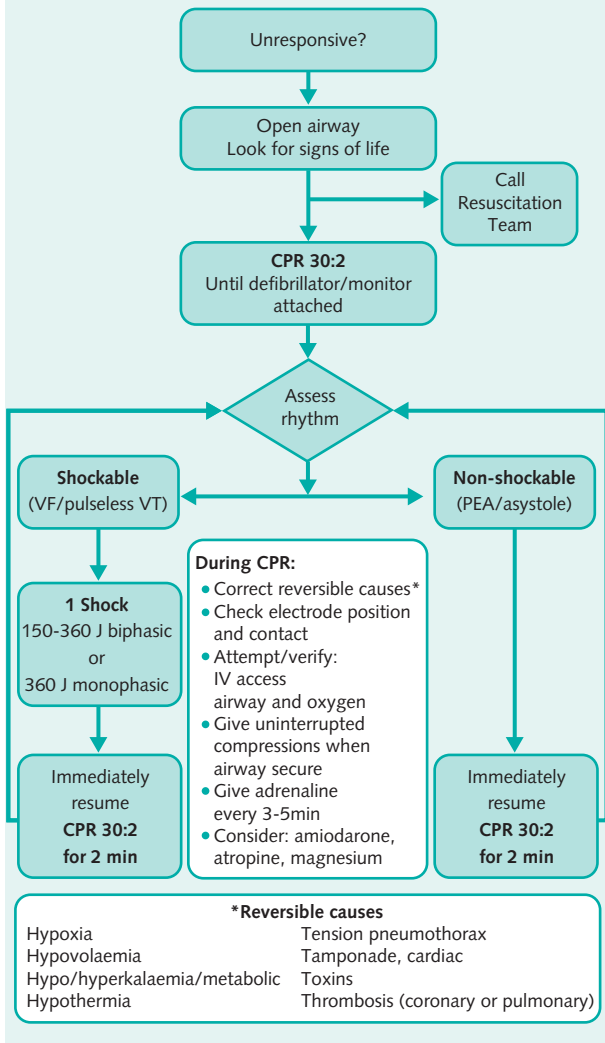 Unresponsive?
Open airway
Look for signs of life
Call
Resuscitation
Team
CPR 30:2
Until defibrillator/monitor
attached
Assess
rhythm
Shockable
(VF/pulseless VT)
Non-shockable
(PEA/asystole)
1 Shock
150-360 J biphasic
or
360 J monophasic
During CPR:
• Correct reversible causes*
• Check electrode position
and contact
• Attempt/verify:
IV access
airway and oxygen
• Give uninterrupted
compressions when
airway secure
• Give adrenaline
every 3-5min
• Consider: amiodarone,
atropine, magnesium
Immediately
resume
CPR 30:2
for 2 min
Immediately
resume
CPR 30:2
for 2 min
*Reversible causes
Hypoxia
Hypovolaemia
Hypo/hyperkalaemia/metabolic
Hypothermia
Tension pneumothorax
Tamponade, cardiac
Toxins
Thrombosis (coronary or pulmonary)